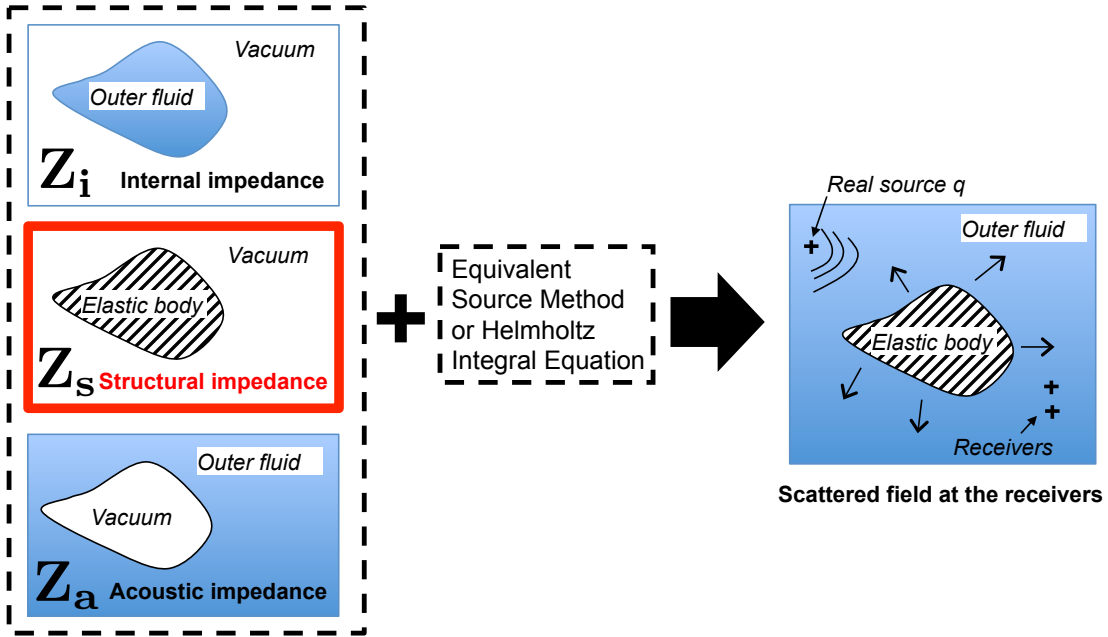 Vacuum
Outer fluid
Zi Internal impedance
Vacuum
Elastic body
Zs Structural impedance
Outer fluid
Vacuum
Za Acoustic impedance
+
Equivalent
Source Method
or Helmholtz
Integral Equation
Real source q
+
Outer fluid
Elastic body
+
+
Receivers
Scattered field at the receivers